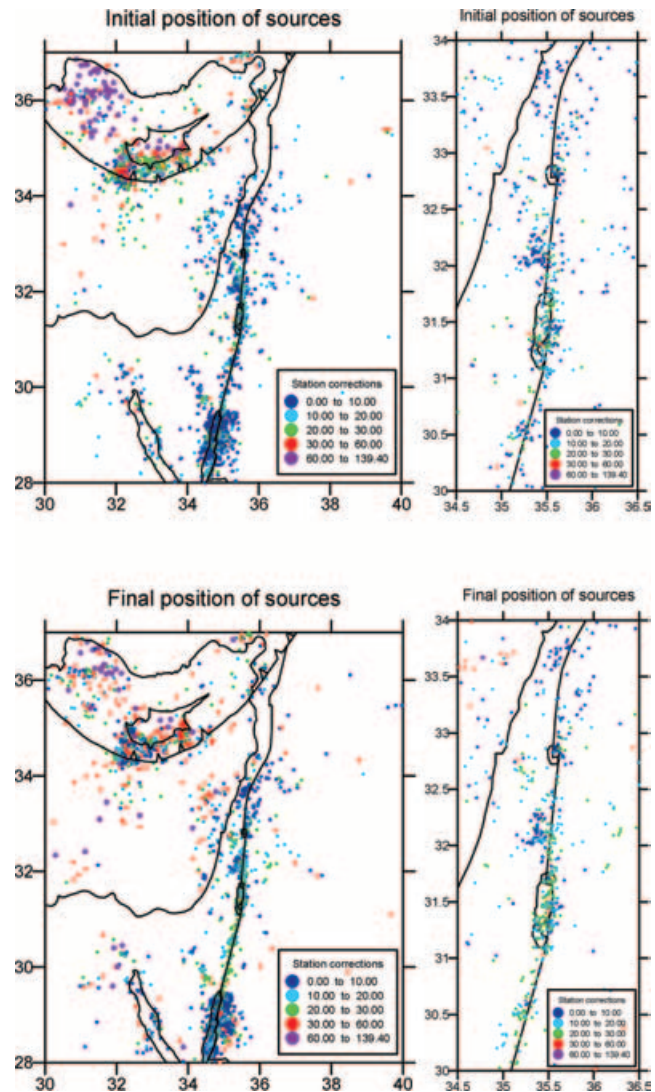 Initial position of sources
36
34
32
30
28
30 32 34 36 38 40
Station corrections
0.00 to 10.00
10.00 to 20.00
20.00 to 30.00
30.00 to 60.00
60.00 to 139.40
Initial position of sources
34
33.5
33
32.5
32
31.5
31
30.5
30
34.5 35 35.5 36 36.5
Station corrections
0.00 to 10.00
10.00 to 20.00
20.00 to 30.00
30.00 to 60.00
60.00 to 139.40
Final position of sources
36
34
32
30
28
30 32 34 36 38 40
Station corrections
0.00 to 10.00
10.00 to 20.00
20.00 to 30.00
30.00 to 60.00
60.00 to 139.40
Final position of sources
34
33.5
33
32.5
32
31.5
31
30.5
30
34.5 35 35.5 36 36.5
Station corrections
0.00 to 10.00
10.00 to 20.00
20.00 to 30.00
30.00 to 60.00
60.00 to 139.40